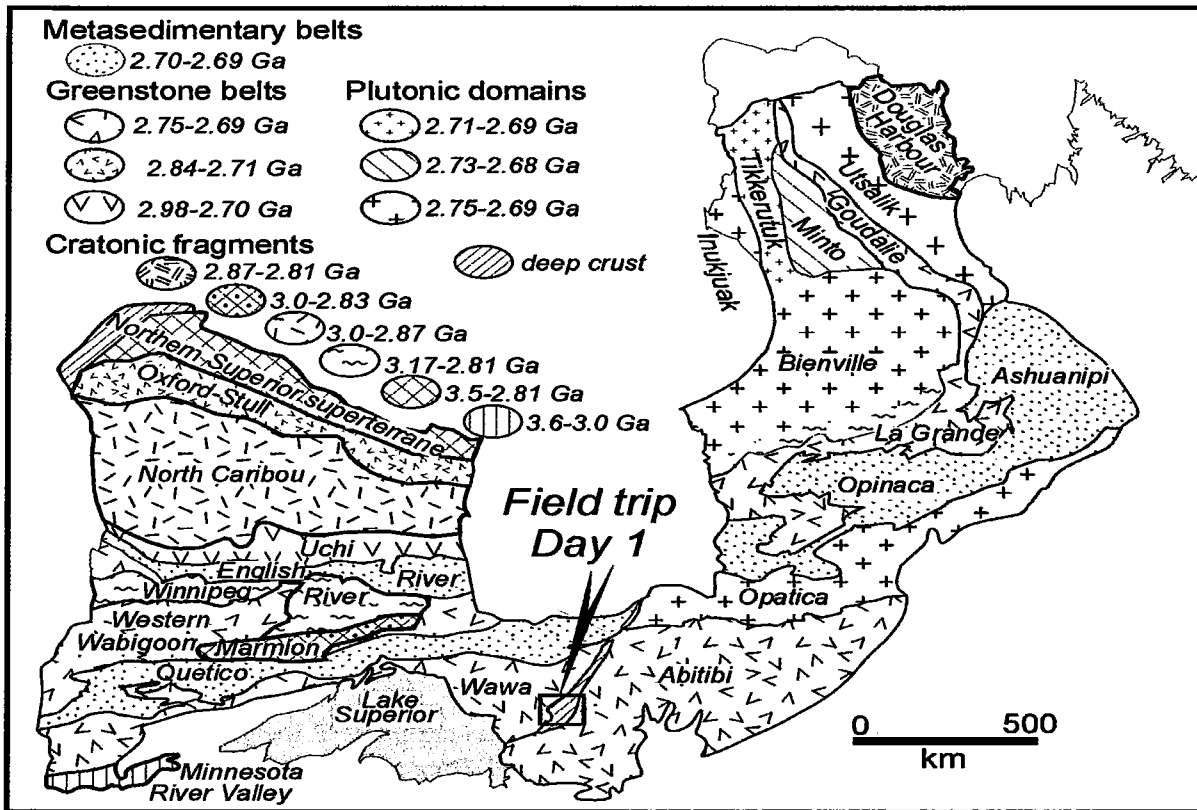 Metasedimentary belts
2.70-2.69 Ga
Greenstone belts
2.75-2.69 Ga
2.84-2.71 Ga
2.98-2.70 Ga
Plutonic domains
2.71-2.69 Ga
2.73-2.68 Ga
2.75-2.69 Ga
Cratonic fragments
2.87-2.81 Ga
3.0-2.83 Ga
3.0-2.87 Ga
3.17-2.81 Ga
3.5-2.81 Ga
3.6-3.0 Ga
deep crust
Northern Superior superterrane
Oxford-Stull
North Caribou
Uchi
English River
Winnipeg River
Western
Wabigoon
Marmion
Quetico
Wawa
Lake
Superior
Minnesota
River Valley
Field trip
Day 1
Douglas
Harbour
Utsalik
Goudalie
Tikkerutuk
Minto
Inukjuak
Bienville
Ashuanipi
La Grande
Opinaca
Opatica
Abitibi
0 500
km